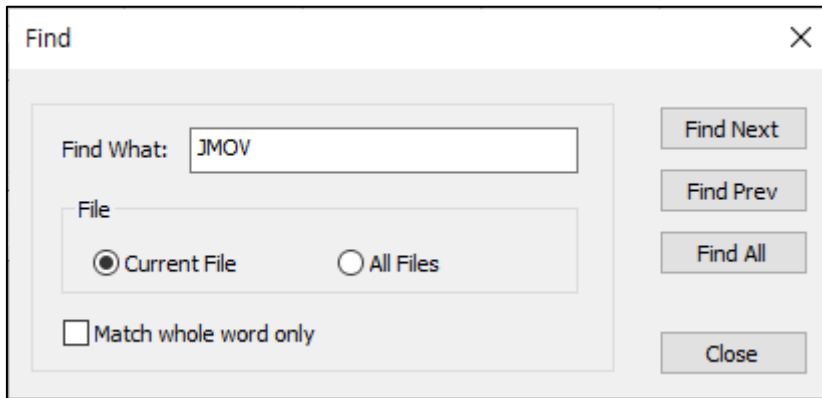 Find
Find What: JMOV
File
Current File All Files
Match whole word only
Find Next
Find Prev
Find All
Close